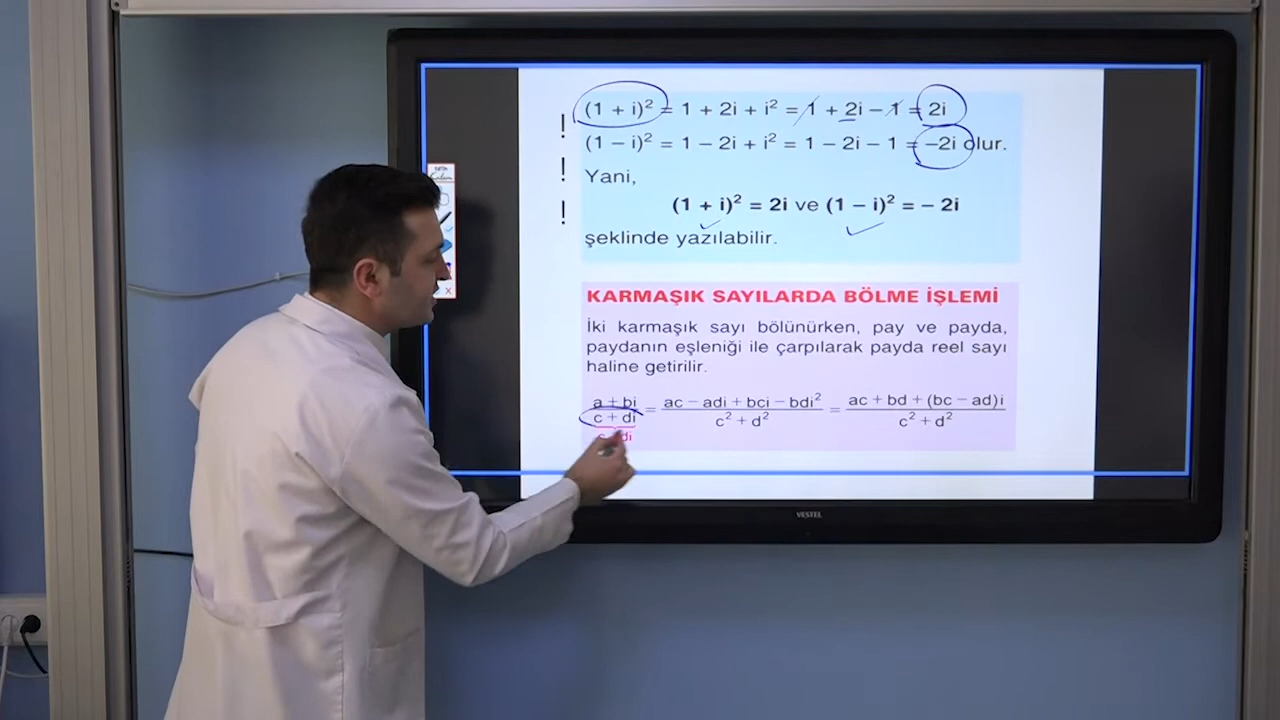 (1 + i)² = 1 + 2i + i² = 1 + 2i – 1 = 2i
(1 – i)² = 1 – 2i + i² = 1 – 2i – 1 = –2i olur.
!
!
!
Yani,
(1 + i)² = 2i ve (1 – i)² = – 2i
şeklinde yazılabilir.
KARMAŞIK SAYILARDA BÖLME İŞLEMİ
İki karmaşık sayı bölünürken, pay ve payda,
paydanın eşleniği ile çarpılarak payda reel sayı
haline getirilir.
a + bi / c + di = ac – adi + bci – bdi² / c² + d² = ac + bd + (bc – ad)i / c² + d²
di
VESTEL